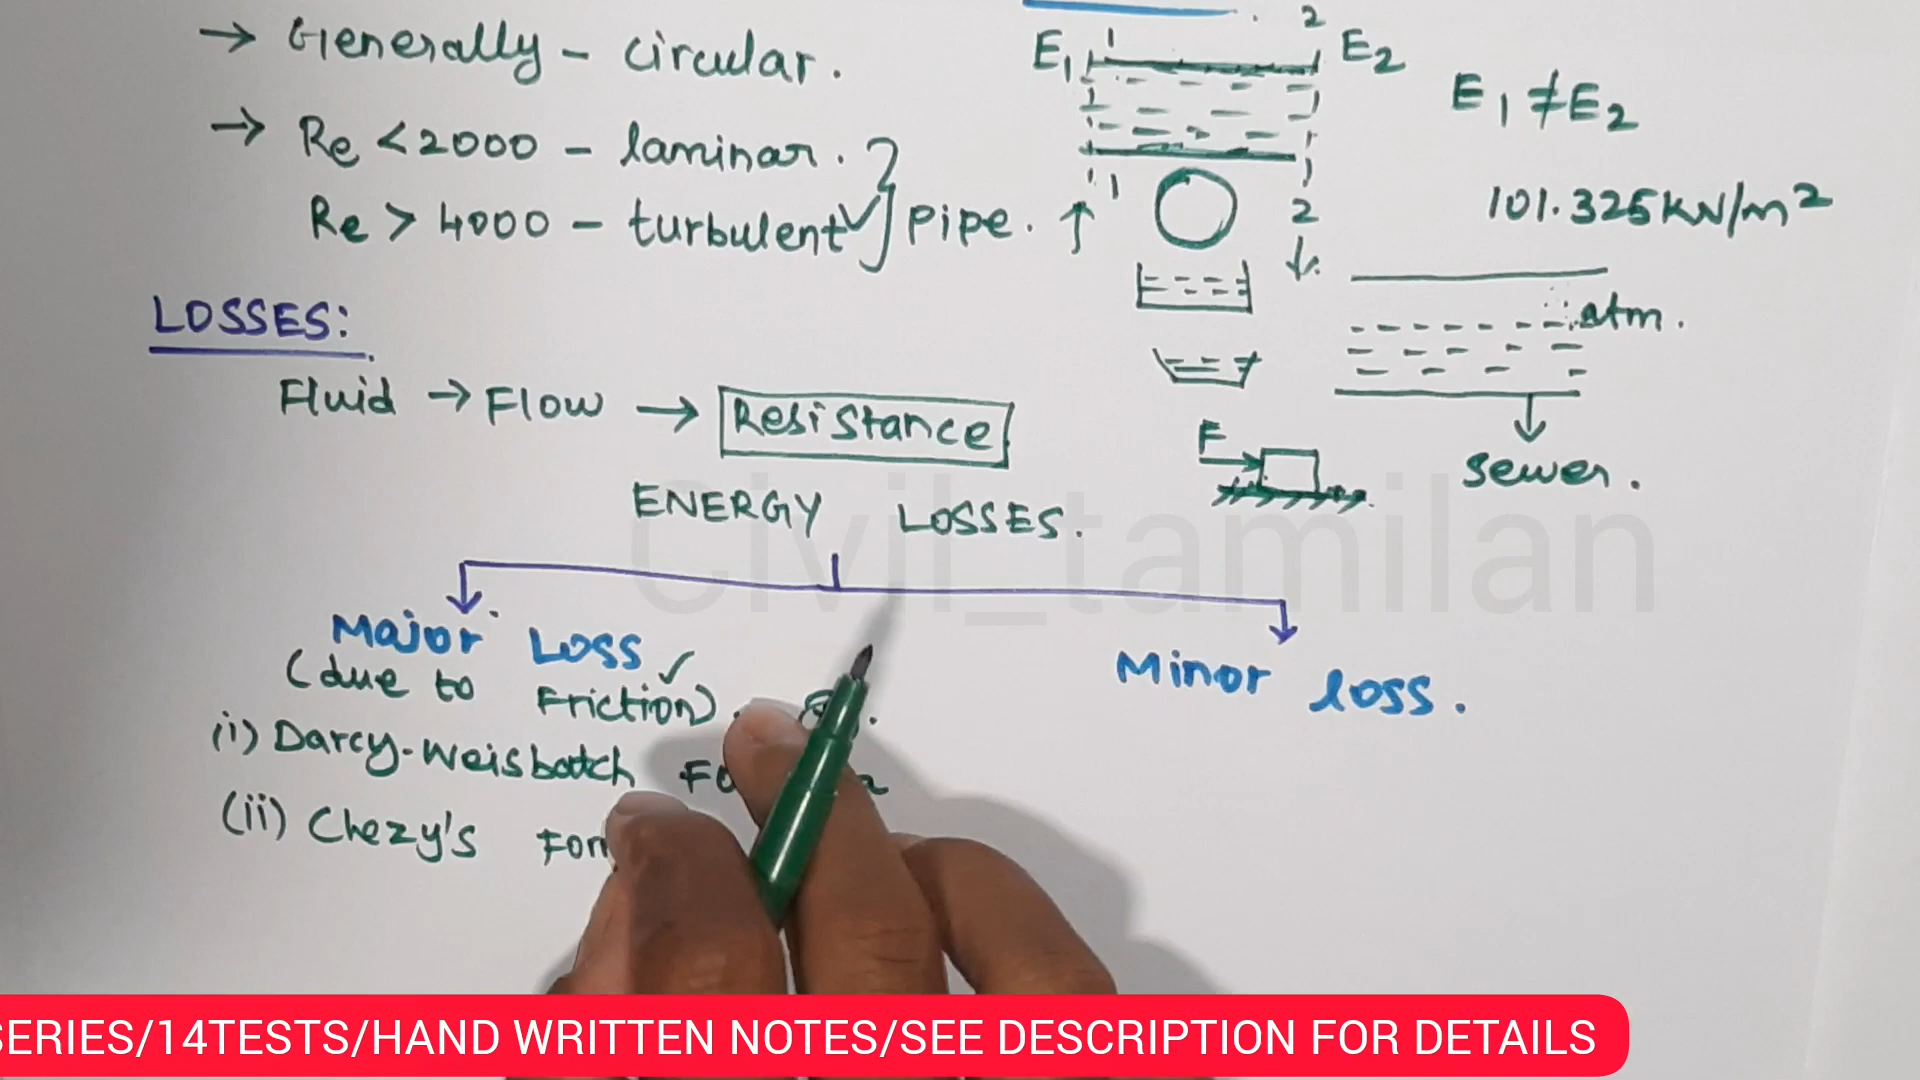 → Generally - circular.
→ Re < 2000 - laminar.
Re > 4000 - turbulent ✓ } pipe. ↑
E1 1 2 E2
E1 ≠ E2
1 2
101.325 kN/m2
atm.
sewer.
LOSSES:
Fluid → Flow → Resistance
F
ENERGY LOSSES.
Civil_tamilan
Major Loss
(due to Friction) ✓
Minor loss.
(i) Darcy-Weisbatch
(ii) Chezy's
SERIES/14TESTS/HAND WRITTEN NOTES/SEE DESCRIPTION FOR DETAILS